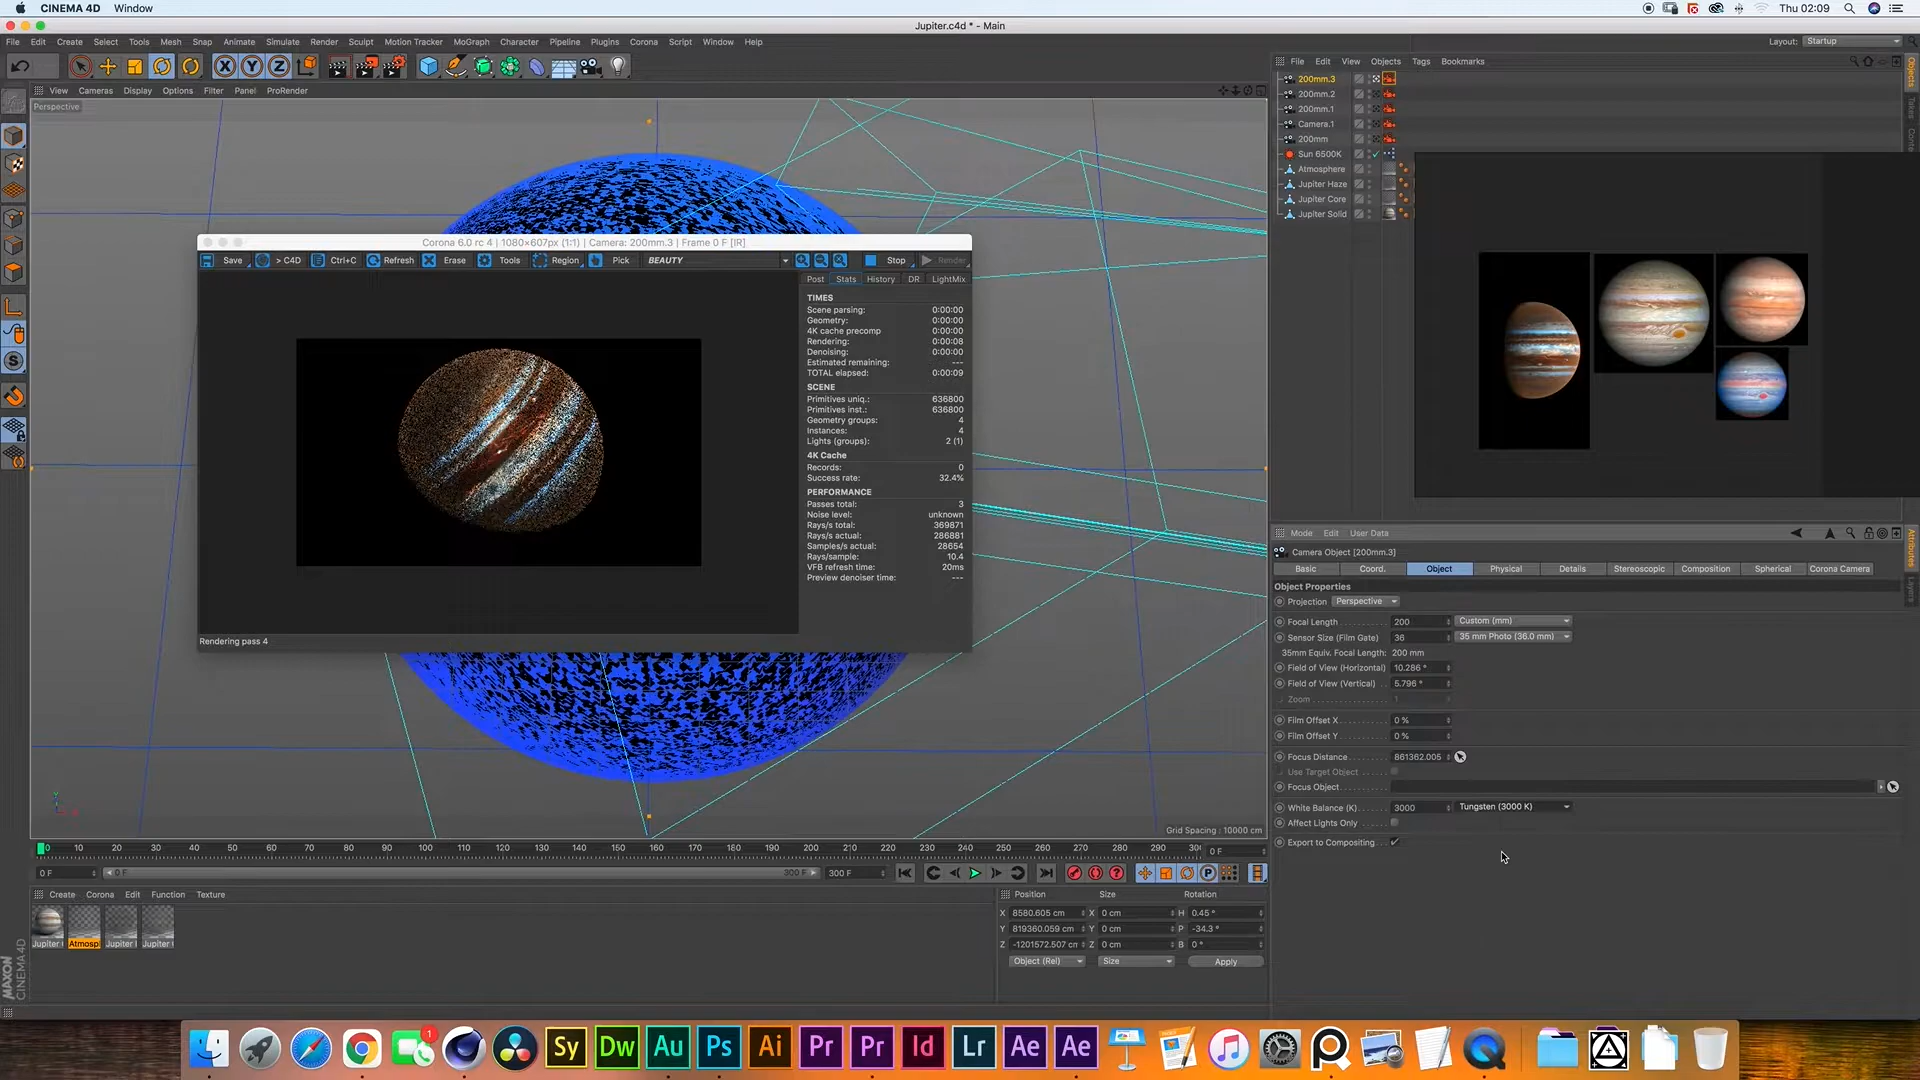 CINEMA 4D Window
Thu 02:09
Jupiter.c4d * - Main
File Edit Create Select Tools Mesh Snap Animate Simulate Render Sculpt Motion Tracker MoGraph Character Pipeline Plugins Corona Script Window Help
Layout: Startup
X Y Z
File Edit View Objects Tags Bookmarks
View Cameras Display Options Filter Panel ProRender
Perspective
200mm.3
200mm.2
200mm.1
Camera.1
200mm
Sun 6500K
Atmosphere
Jupiter Haze
Jupiter Core
Jupiter Solid
Objects
Takes
Corona 6.0 rc 4 | 1080×607px (1:1) | Camera: 200mm.3 | Frame 0 F [IR]
Save > C4D Ctrl+C Refresh Erase Tools Region Pick BEAUTY Stop Render
Post Stats History DR LightMix
TIMES
Scene parsing: 0:00:00
Geometry: 0:00:00
4K cache precomp 0:00:00
Rendering: 0:00:08
Denoising: 0:00:00
Estimated remaining: ---
TOTAL elapsed: 0:00:09
SCENE
Primitives uniq.: 636800
Primitives inst.: 636800
Geometry groups: 4
Instances: 4
Lights (groups): 2 (1)
4K Cache
Records: 0
Success rate: 32.4%
PERFORMANCE
Passes total: 3
Noise level: unknown
Rays/s total: 369871
Rays/s actual: 286881
Samples/s actual: 28654
Rays/sample: 10.4
VFB refresh time: 20ms
Preview denoiser time: ---
Rendering pass 4
Grid Spacing : 10000 cm
Mode Edit User Data
Camera Object [200mm.3]
Basic Coord. Object Physical Details Stereoscopic Composition Spherical Corona Camera
Object Properties
Projection Perspective
Focal Length 200 Custom (mm)
Sensor Size (Film Gate) 36 35 mm Photo (36.0 mm)
35mm Equiv. Focal Length: 200 mm
Field of View (Horizontal) 10.286 °
Field of View (Vertical) 5.796 °
Zoom 1
Film Offset X 0 %
Film Offset Y 0 %
Focus Distance 861362.005
Use Target Object
Focus Object
White Balance (K) 3000 Tungsten (3000 K)
Affect Lights Only
Export to Compositing
Attributes
Layers
0 10 20 30 40 50 60 70 80 90 100 110 120 130 140 150 160 170 180 190 200 210 220 230 240 250 260 270 280 290 30 0 F
0 F 0 F 300 F 300 F
Create Corona Edit Function Texture
Jupiter Atmosp Jupiter Jupiter
MAXON CINEMA 4D
Position Size Rotation
X 8580.605 cm X 0 cm H 0.45 °
Y 819360.059 cm Y 0 cm P -34.3 °
Z -1201572.507 cm Z 0 cm B 0 °
Object (Rel) Size Apply
1
Sy Dw Au Ps Ai Pr Pr Id Lr Ae Ae